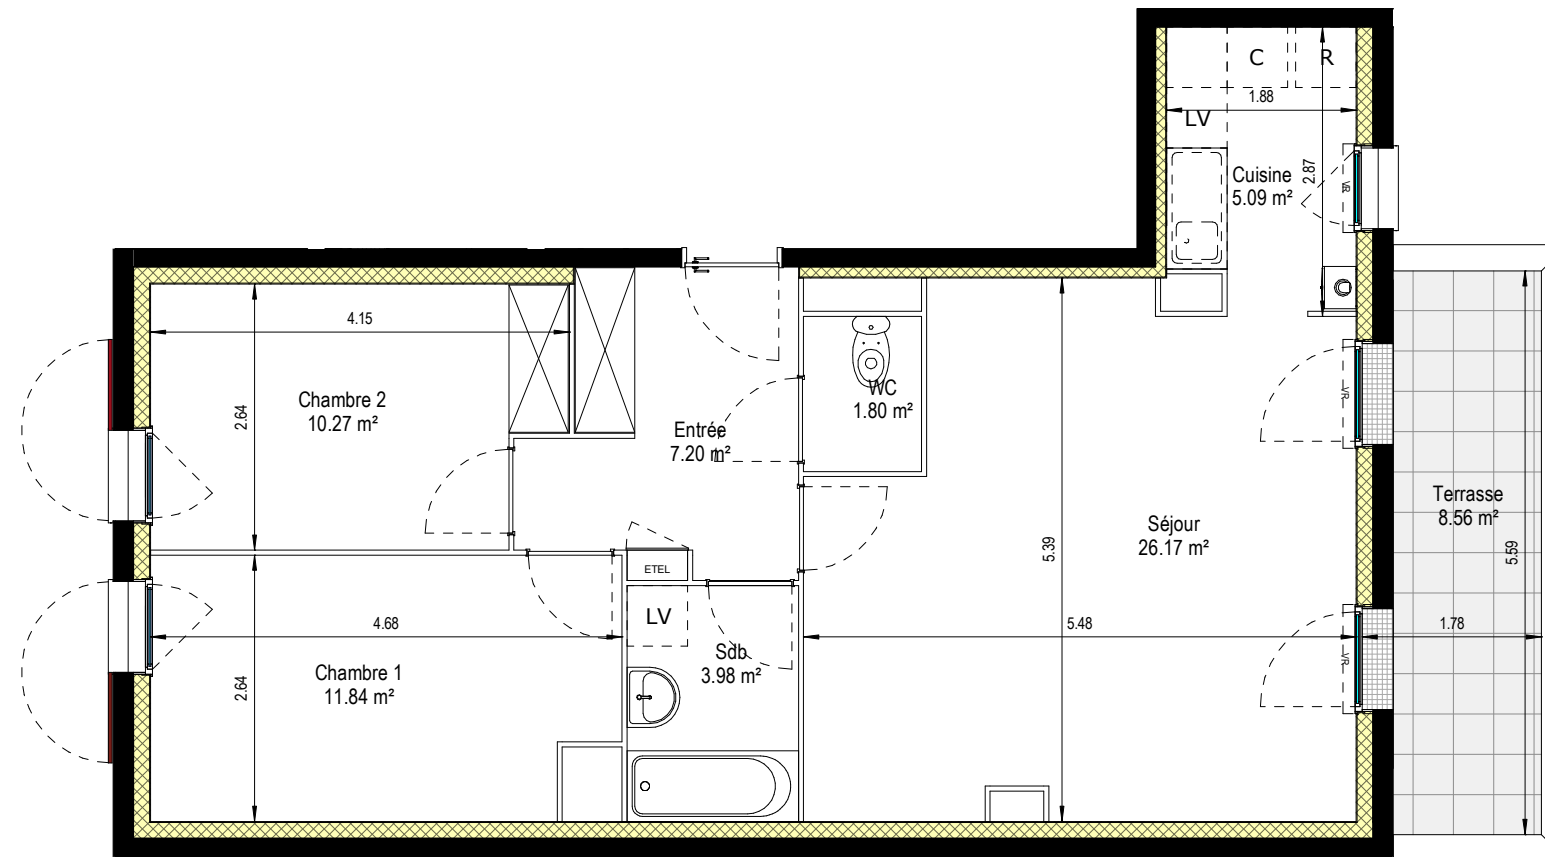 C
R
1.88
LV
2.87
Cuisine
5.09 m²
VR
4.15
2.64
Chambre 2
10.27 m²
WC
1.80 m²
VR
Entrée
7.20 m²
Terrasse
8.56 m²
Séjour
26.17 m²
5.39
5.59
ETEL
LV
4.68
5.48
1.78
Sdb
3.98 m²
VR
Chambre 1
11.84 m²
2.64